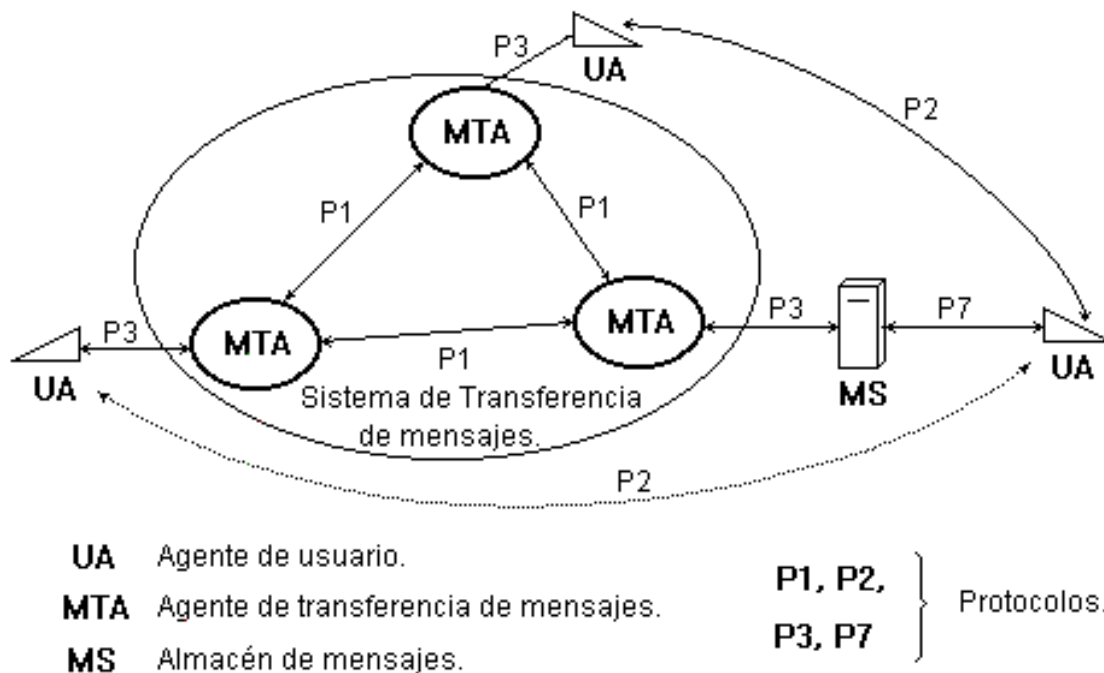 P3
UA
MTA
P2
P1
P1
P3
MTA
MTA
P3
P7
UA
P1
MS
UA
Sistema de Transferencia
de mensajes.
P2
UA Agente de usuario.
MTA Agente de transferencia de mensajes.
MS Almacén de mensajes.
P1, P2,
P3, P7
Protocolos.